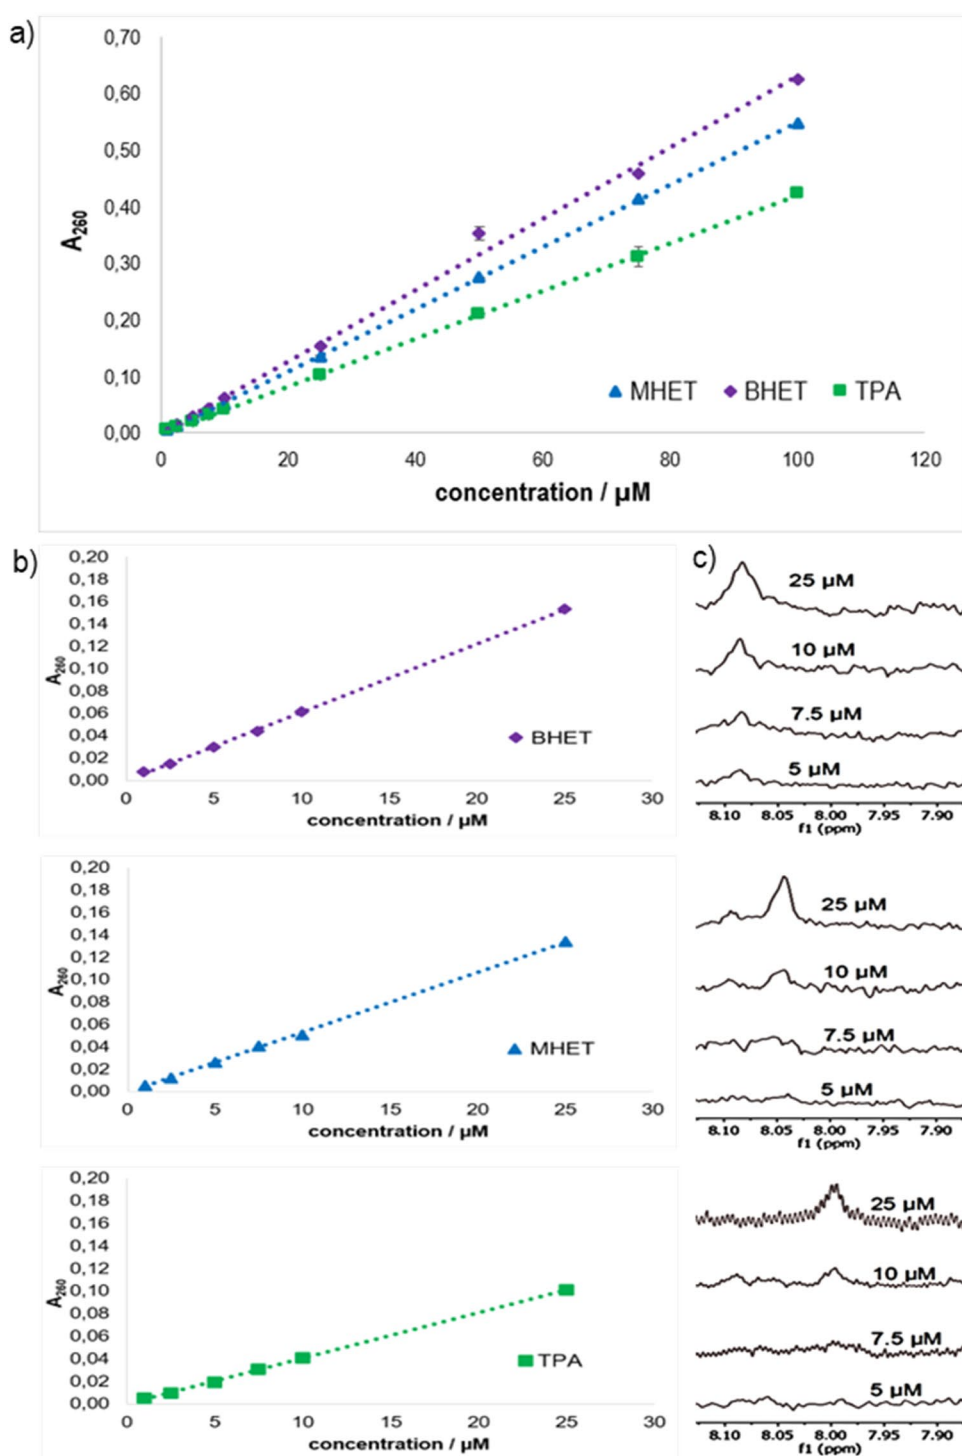 a)
0,70
0,60
0,50
0,40
0,30
0,20
0,10
0,00
A260
0 20 40 60 80 100 120
concentration / µM
MHET BHET TPA
b)
0,20
0,18
0,16
0,14
0,12
0,10
0,08
0,06
0,04
0,02
0,00
A260
0 5 10 15 20 25 30
concentration / µM
BHET
0,20
0,18
0,16
0,14
0,12
0,10
0,08
0,06
0,04
0,02
0,00
A260
0 5 10 15 20 25 30
concentration / µM
MHET
0,20
0,18
0,16
0,14
0,12
0,10
0,08
0,06
0,04
0,02
0,00
A260
0 5 10 15 20 25 30
concentration / µM
TPA
c)
25 µM
10 µM
7.5 µM
5 µM
8.10 8.05 8.00 7.95 7.90
f1 (ppm)
25 µM
10 µM
7.5 µM
5 µM
8.10 8.05 8.00 7.95 7.90
f1 (ppm)
25 µM
10 µM
7.5 µM
5 µM
8.10 8.05 8.00 7.95 7.90
f1 (ppm)